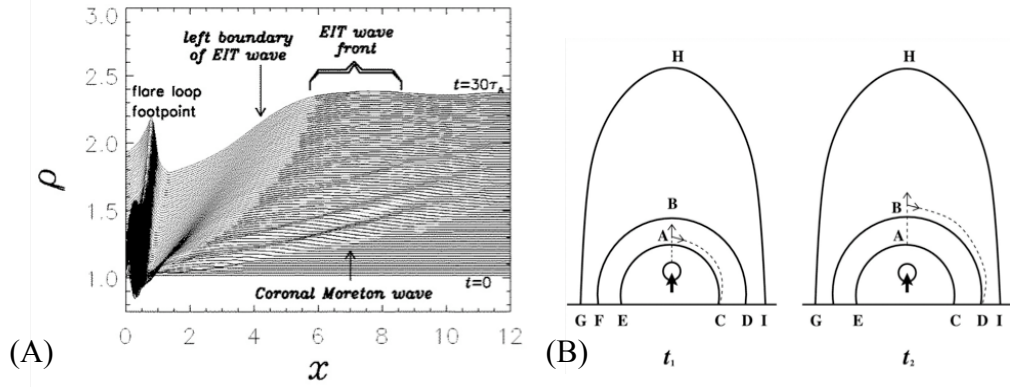 3.0
2.5
2.0
1.5
1.0
ρ
left boundary
of EIT wave
EIT wave
front
t=30τA
flare loop
footpoint
Coronal Moreton wave
t=0
0 2 4 6 8 10 12
x
(A)
H
B
A
G F E C D I
t₁
H
B
A
G E C D I
t₂
(B)